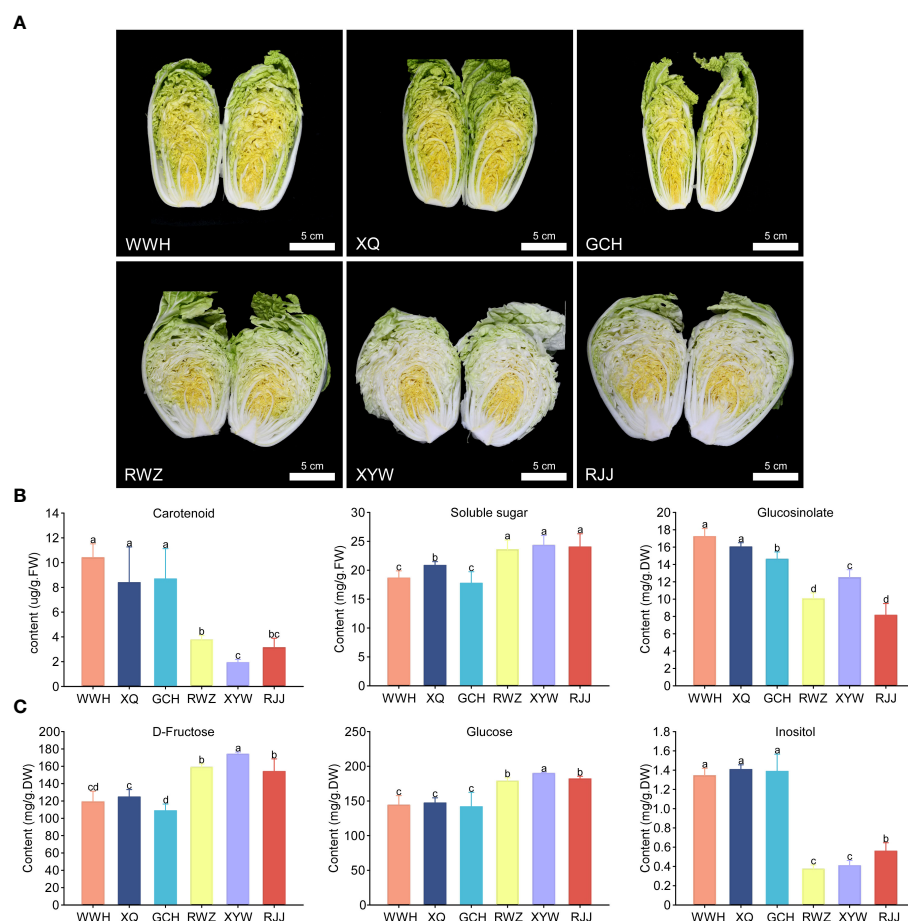 A
5 cm
WWH
5 cm
XQ
5 cm
GCH
5 cm
RWZ
5 cm
XYW
5 cm
RJJ
B
Carotenoid
content (ug/g.FW)
14
12
10
8
6
4
2
0
a
a
a
b
c
bc
WWH XQ GCH RWZ XYW RJJ
Soluble sugar
Content (mg/g.FW)
30
25
20
15
10
5
0
c
b
c
a
a
a
WWH XQ GCH RWZ XYW RJJ
Glucosinolate
Content (mg/g.DW)
20
18
16
14
12
10
8
6
4
2
0
a
a
b
d
c
d
WWH XQ GCH RWZ XYW RJJ
C
D-Fructose
Content (mg/g.DW)
200
180
160
140
120
100
80
60
40
20
0
cd
c
d
b
a
b
WWH XQ GCH RWZ XYW RJJ
Glucose
Content (mg/g.DW)
250
200
150
100
50
0
c
c
c
b
a
b
WWH XQ GCH RWZ XYW RJJ
Inositol
Content (mg/g.DW)
1.8
1.6
1.4
1.2
1.0
0.8
0.6
0.4
0.2
0
a
a
a
c
c
b
WWH XQ GCH RWZ XYW RJJ